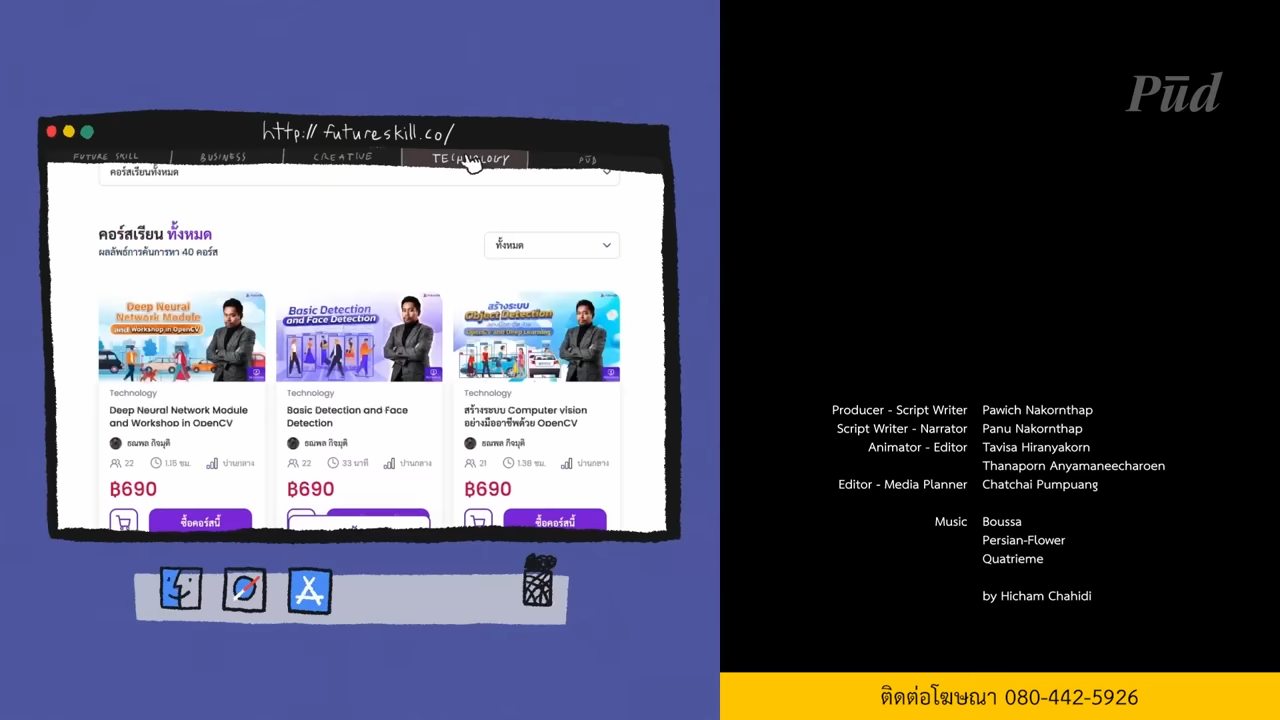 http://futureskill.co/
FUTURE SKILL
BUSINESS
CREATIVE
TECHNOLOGY
PŪD
คอร์สเรียนทั้งหมด
คอร์สเรียน ทั้งหมด
ผลลัพธ์การค้นการหา 40 คอร์ส
ทั้งหมด
Deep Neural
Network Module
and Workshop in OpenCV
Basic Detection
and Face Detection
สร้างระบบ
Object Detection
OpenCV and Deep Learning
Technology
Deep Neural Network Module
and Workshop in OpenCV
ธณพล กิจมุติ
22
1.15 ชม.
ปานกลาง
฿690
ซื้อคอร์สนี้
Technology
Basic Detection and Face
Detection
ธณพล กิจมุติ
22
33 นาที
ปานกลาง
฿690
Technology
สร้างระบบ Computer vision
อย่างมืออาชีพด้วย OpenCV
ธณพล กิจมุติ
21
1.36 ชม.
ปานกลาง
฿690
ซื้อคอร์สนี้
Pūd
Producer - Script Writer Pawich Nakornthap
Script Writer - Narrator Panu Nakornthap
Animator - Editor Tavisa Hiranyakorn
Thanaporn Anyamaneecharoen
Editor - Media Planner Chatchai Pumpuang
Music Boussa
Persian-Flower
Quatrieme
by Hicham Chahidi
ติดต่อโฆษณา 080-442-5926